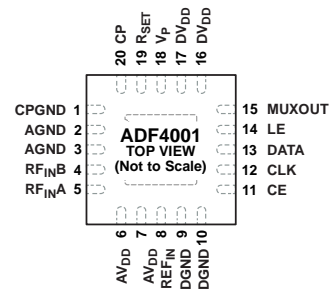 20 CP
19 RSET
18 VP
17 DVDD
16 DVDD
CPGND 1
AGND 2
AGND 3
RFINB 4
RFINA 5
ADF4001
TOP VIEW
(Not to Scale)
15 MUXOUT
14 LE
13 DATA
12 CLK
11 CE
AVDD 6
AVDD 7
REFIN 8
DGND 9
DGND 10